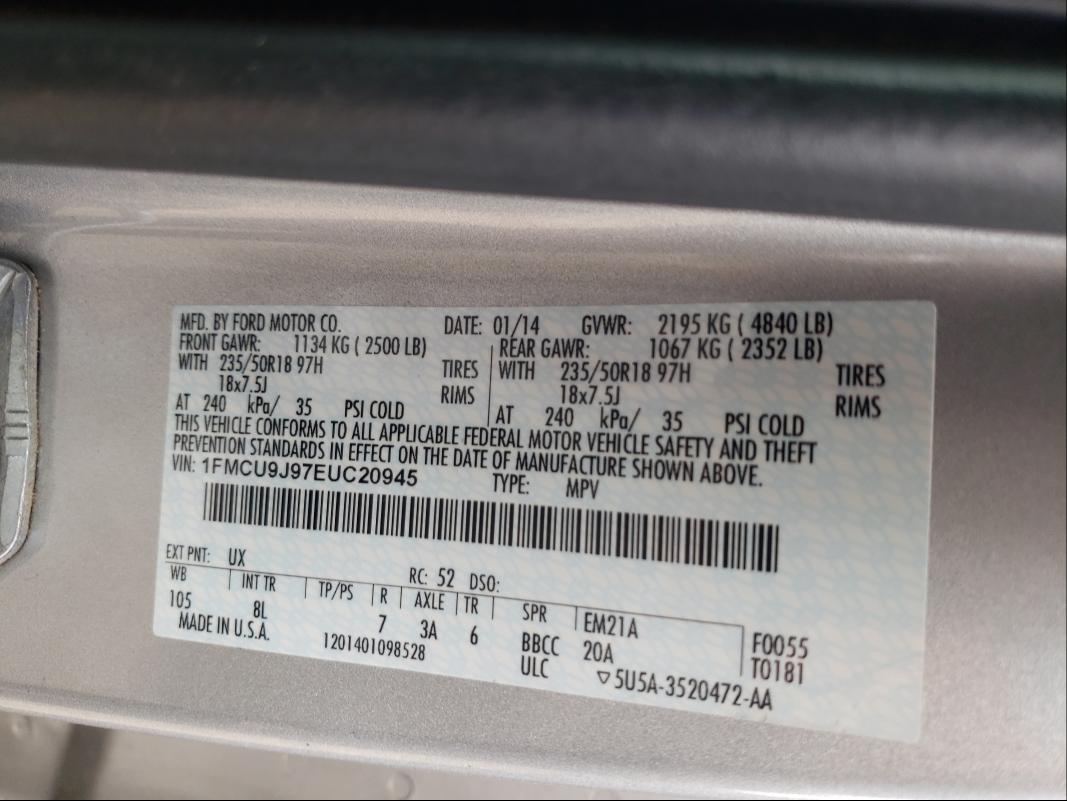 MFD. BY FORD MOTOR CO. DATE: 01/14 GVWR: 2195 KG ( 4840 LB)
FRONT GAWR: 1134 KG ( 2500 LB) REAR GAWR: 1067 KG ( 2352 LB)
WITH 235/50R18 97H TIRES WITH 235/50R18 97H TIRES
18x7.5J RIMS 18x7.5J RIMS
AT 240 kPa/ 35 PSI COLD AT 240 kPa/ 35 PSI COLD
THIS VEHICLE CONFORMS TO ALL APPLICABLE FEDERAL MOTOR VEHICLE SAFETY AND THEFT
PREVENTION STANDARDS IN EFFECT ON THE DATE OF MANUFACTURE SHOWN ABOVE.
VIN: 1FMCU9J97EUC20945 TYPE: MPV
EXT PNT: UX RC: 52 DSO:
WB INT TR TP/PS R AXLE TR SPR EM21A F0055
105 8L 7 3A 6 BBCC 20A T0181
MADE IN U.S.A. 1201401098528 ULC ▽5U5A-3520472-AA